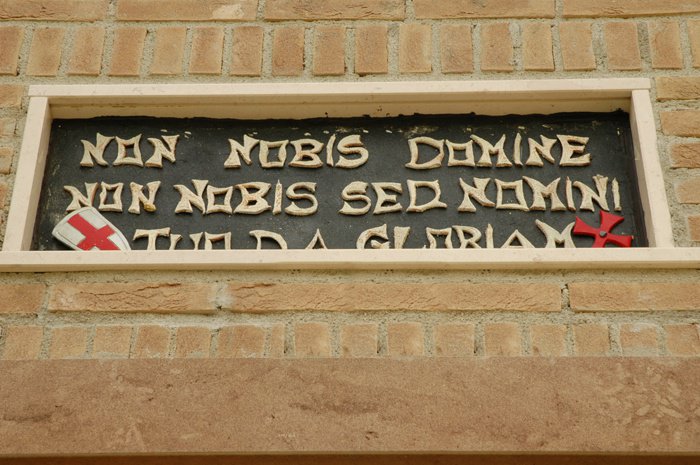 NON NOBIS DOMINE
NON NOBIS SED NOMINI
TUO DA GLORIAM